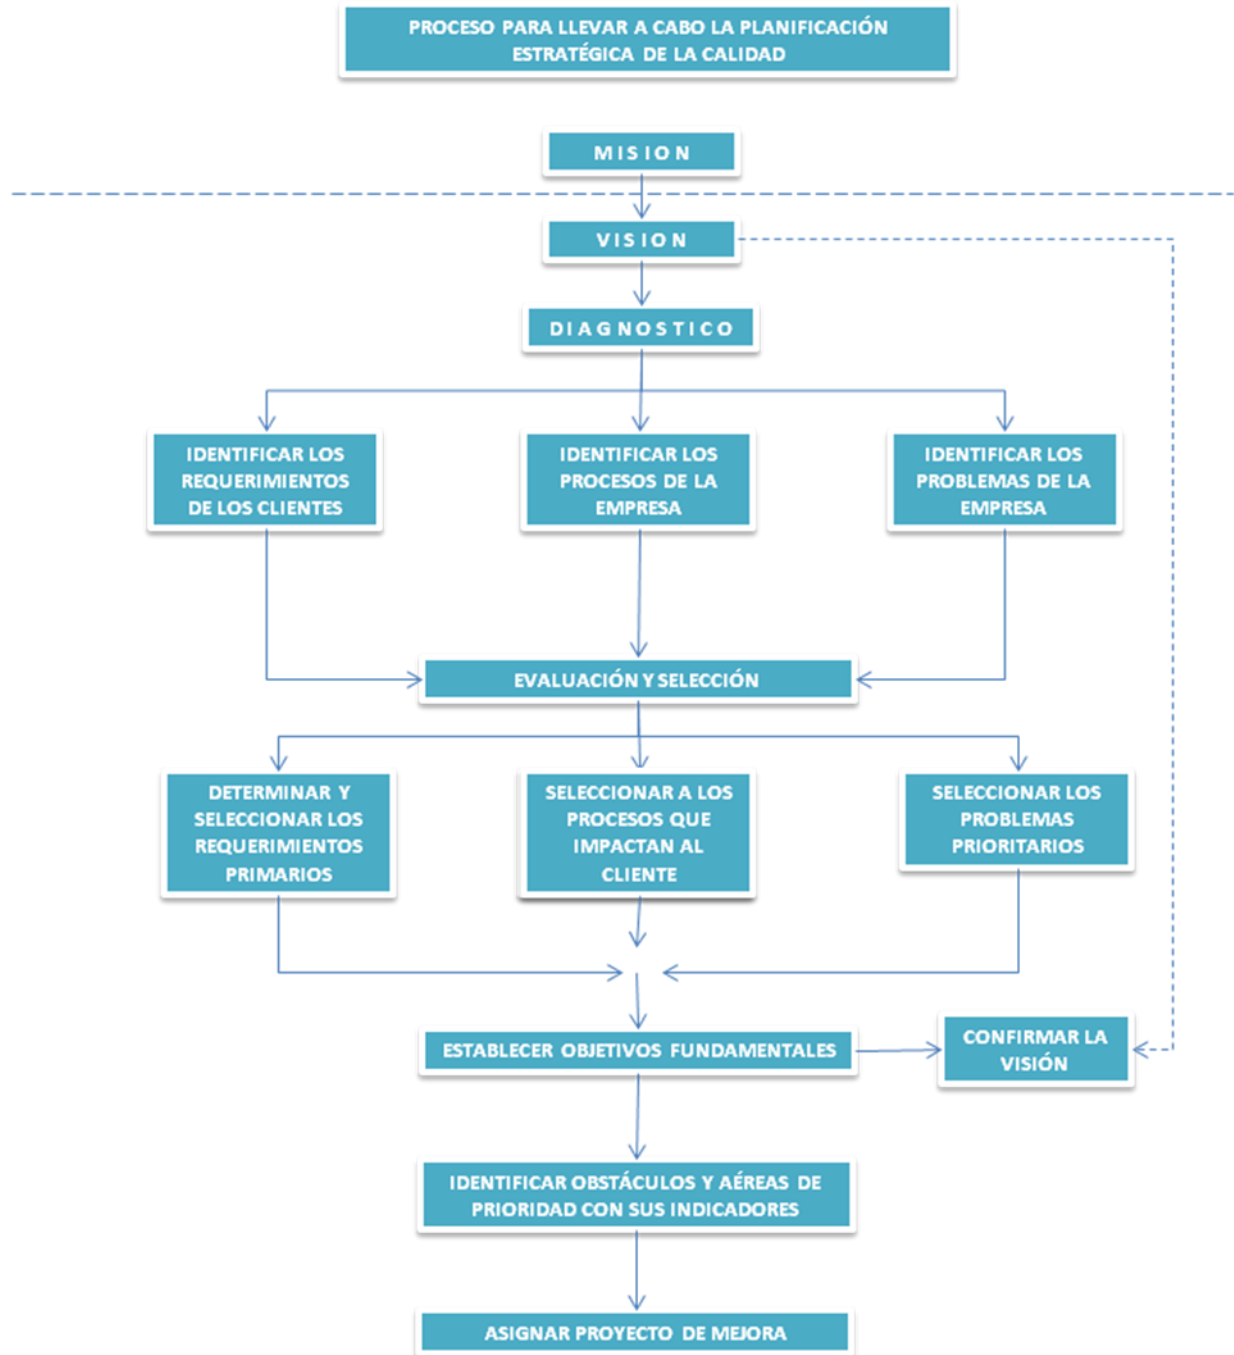 PROCESO PARA LLEVAR A CABO LA PLANIFICACIÓN
ESTRATÉGICA DE LA CALIDAD
MISION
VISION
DIAGNOSTICO
IDENTIFICAR LOS
REQUERIMIENTOS
DE LOS CLIENTES
IDENTIFICAR LOS
PROCESOS DE LA
EMPRESA
IDENTIFICAR LOS
PROBLEMAS DE LA
EMPRESA
EVALUACIÓN Y SELECCIÓN
DETERMINAR Y
SELECCIONAR LOS
REQUERIMIENTOS
PRIMARIOS
SELECCIONAR A LOS
PROCESOS QUE
IMPACTAN AL
CLIENTE
SELECCIONAR LOS
PROBLEMAS
PRIORITARIOS
ESTABLECER OBJETIVOS FUNDAMENTALES
CONFIRMAR LA
VISIÓN
IDENTIFICAR OBSTÁCULOS Y AÉREAS DE
PRIORIDAD CON SUS INDICADORES
ASIGNAR PROYECTO DE MEJORA